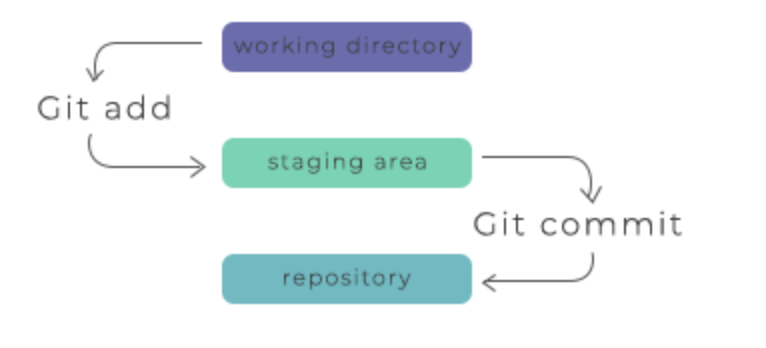 working directory
Git add
staging area
Git commit
repository